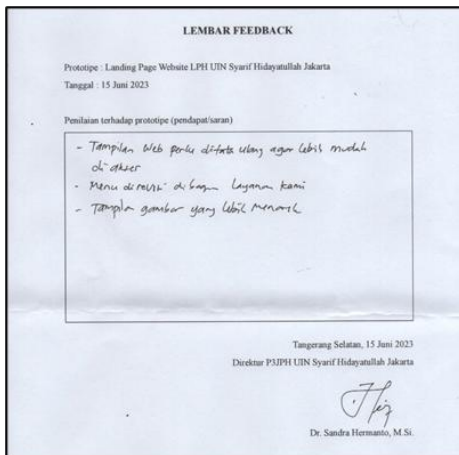 LEMBAR FEEDBACK
Prototipe : Landing Page Website LPH UIN Syarif Hidayatullah Jakarta
Tanggal : 15 Juni 2023
Penilaian terhadap prototipe (pendapat/saran)
- Tampilan Web perlu ditata ulang agar lebih mudah
di akses
- Menu direvisi dibagian layanan kami
- Tampilan gambar yang lebih menarik
Tangerang Selatan, 15 Juni 2023
Direktur P3JPH UIN Syarif Hidayatullah Jakarta
Dr. Sandra Hermanto, M.Si.